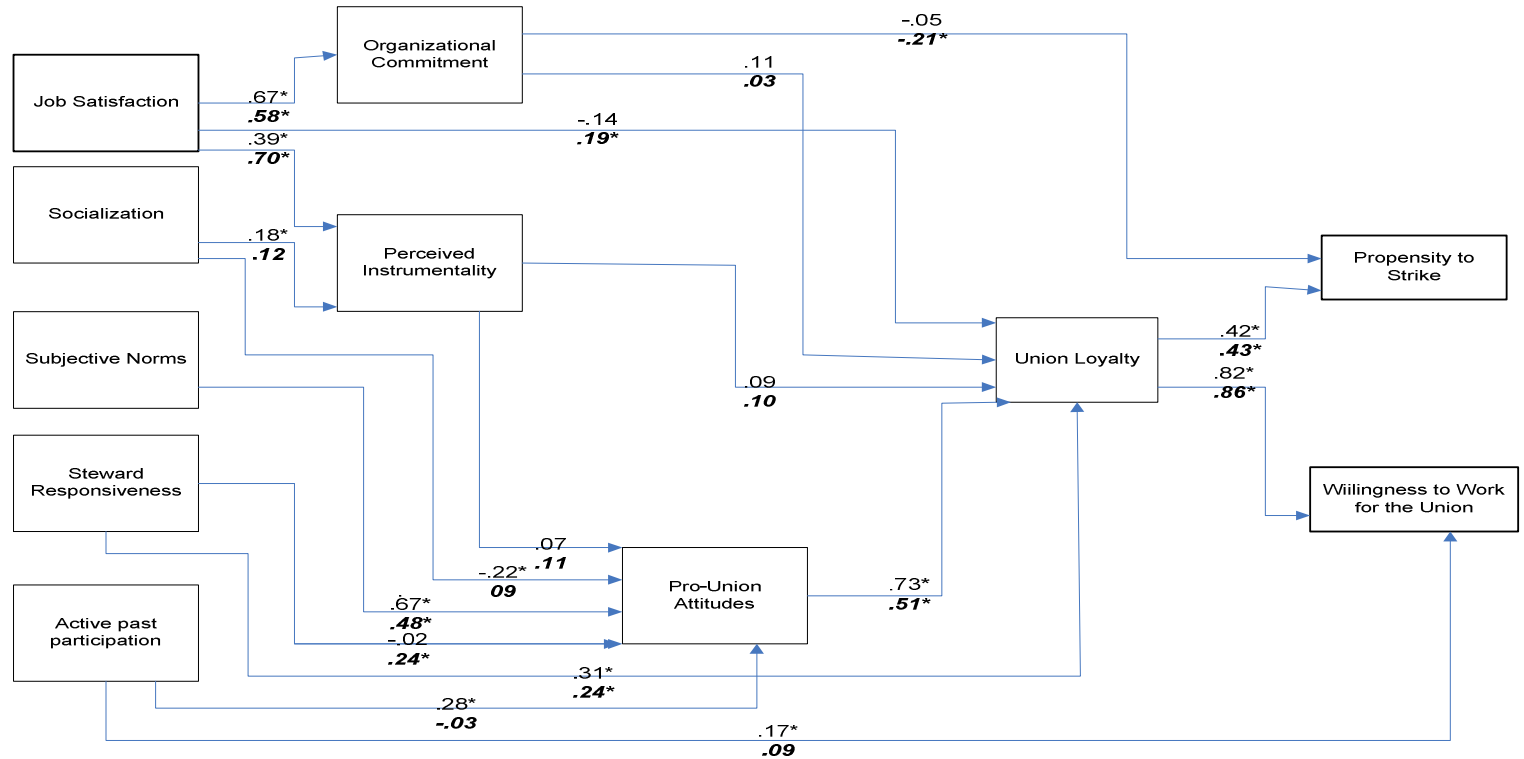 -.05
-.21*
Organizational
Commitment
.11
.03
Job Satisfaction
.67*
.58*
-.14
.19*
.39*
.70*
Socialization
.18*
.12
Perceived
Instrumentality
Propensity to
Strike
Subjective Norms
Union Loyalty
.42*
.43*
.82*
.86*
.09
.10
Steward
Responsiveness
Wiilingness to Work
for the Union
.07
.11
-.22*
09
Pro-Union
Attitudes
.73*
.51*
.67*
.48*
-.02
.24*
Active past
participation
.31*
.24*
.28*
-.03
.17*
.09